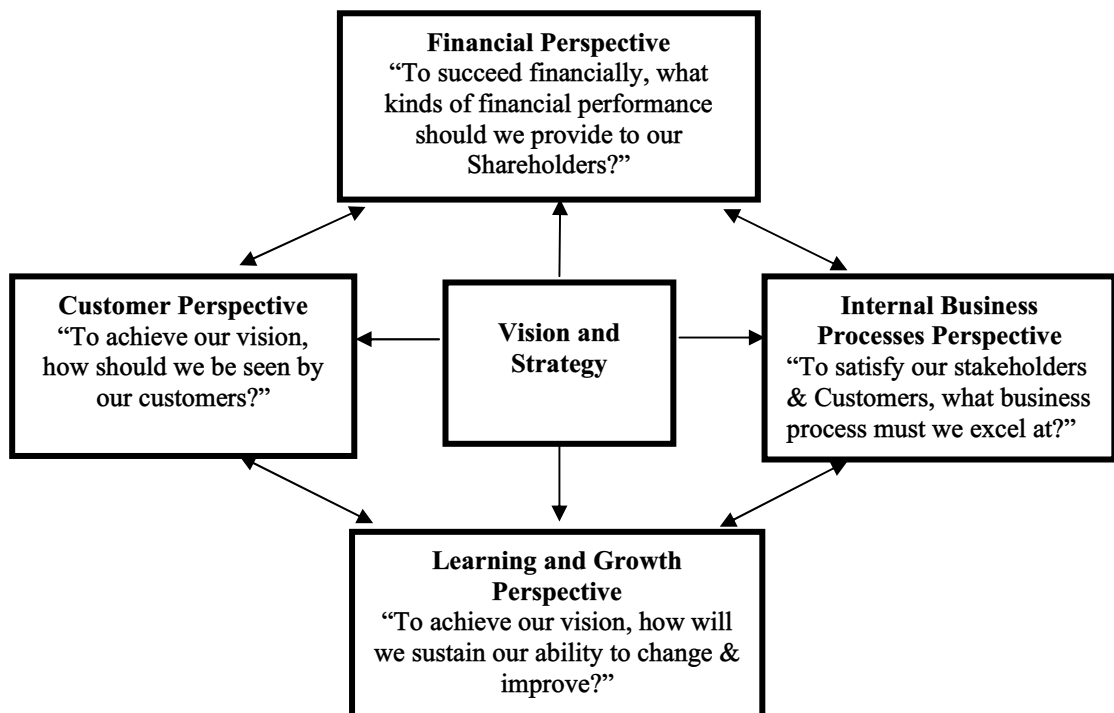 Financial Perspective
“To succeed financially, what
kinds of financial performance
should we provide to our
Shareholders?”
Customer Perspective
“To achieve our vision,
how should we be seen by
our customers?”
Vision and
Strategy
Internal Business
Processes Perspective
“To satisfy our stakeholders
& Customers, what business
process must we excel at?”
Learning and Growth
Perspective
“To achieve our vision, how will
we sustain our ability to change &
improve?”